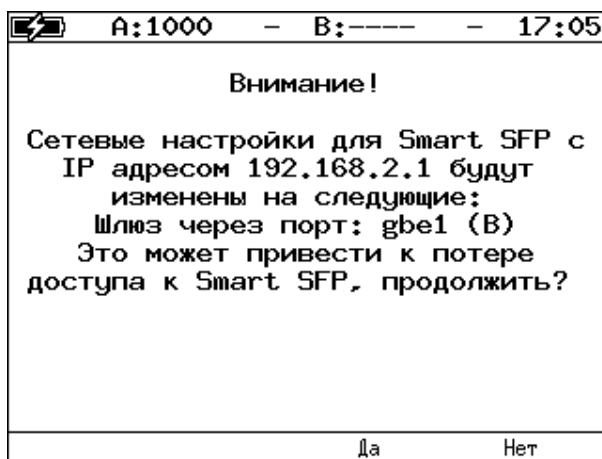 A:1000 – B:---- – 17:05
Внимание!
Сетевые настройки для Smart SFP с
IP адресом 192.168.2.1 будут
изменены на следующие:
Шлюз через порт: gbe1 (B)
Это может привести к потере
доступа к Smart SFP, продолжить?
Да Нет